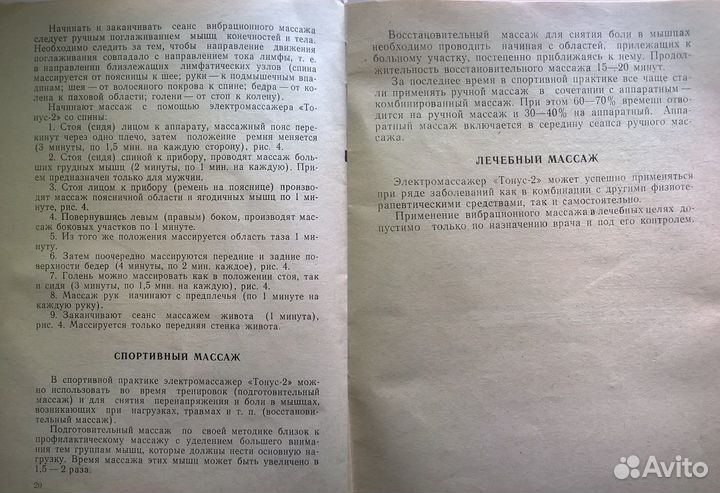 Начинать и заканчивать сеанс вибрационного массажа
следует ручным поглаживанием мышц конечностей и тела.
Необходимо следить за тем, чтобы направление движения
поглаживания совпадало с направлением тока лимфы, т. е.
в направлении близлежащих лимфатических узлов (спина
массируется от поясницы к шее; руки — к подмышечным впа-
динам; шея — от волосяного покрова к спине; бедра — от ко-
лена к паховой области; голени — от стоп к колену).
Начинают массаж с помощью электромассажера «То-
нус-2» со спины:
1. Стоя (сидя) лицом к аппарату, массажный пояс пере-
кинут через одно плечо, затем положение ремня меняется
(3 минуты, по 1,5 мин. на каждую сторону), рис. 4.
2. Стоя (сидя) спиной к прибору, проводят массаж боль-
ших грудных мышц (2 минуты, по 1 мин. на каждую). При-
ем предназначен только для мужчин.
3. Стоя лицом к прибору (ремень на пояснице) произво-
дят массаж поясничной области и ягодичных мышц по 1 ми-
нуте, рис. 4.
4. Повернувшись левым (правым) боком, производят мас-
саж боковых участков по 1 минуте.
5. Из того же положения массируется область таза 1 ми-
нуту.
6. Затем поочередно массируются передние и задние по-
верхности бедер (4 минуты, по 2 мин. каждое), рис. 4.
7. Голень можно массировать как в положении стоя, так
и сидя (3 минуты, по 1,5 мин. на каждую), рис. 4.
8. Массаж рук начинают с предплечья (по 1 минуте на
каждую руку).
9. Заканчивают сеанс массажем живота (1 минута),
рис. 4. Массируется только передняя стенка живота.
СПОРТИВНЫЙ МАССАЖ
В спортивной практике электромассажер «Тонус-2» мож-
но использовать во время тренировок (подготовительный
массаж) и для снятия перенапряжения и боли в мышцах,
возникающих при нагрузках, травмах и т. п. (восстанови-
тельный массаж).
Подготовительный массаж по своей методике близок к
профилактическому массажу с уделением большего внима-
ния тем группам мышц, которые должны нести основную на-
грузку. Время массажа этих мышц может быть увеличено в
1,5 — 2 раза.
20
Восстановительный массаж для снятия боли в мышцах
необходимо проводить начиная с областей, прилежащих к
больному участку, постепенно приближаясь к нему. Продол-
жительность восстановительного массажа 15—20 минут.
За последнее время в спортивной практике все чаще ста-
ли применять ручной массаж в сочетании с аппаратным —
комбинированный массаж. При этом 60—70% времени отво-
дится на ручной массаж и 30—40% на аппаратный. Аппа-
ратный массаж включается в середину сеанса ручного мас-
сажа.
ЛЕЧЕБНЫЙ МАССАЖ
Электромассажер «Тонус-2» может успешно применяться
при ряде заболеваний как в комбинации с другими физиоте-
рапевтическими средствами, так и самостоятельно.
Применение вибрационного массажа в лечебных целях до-
пустимо только по назначению врача и под его контролем.
Avito